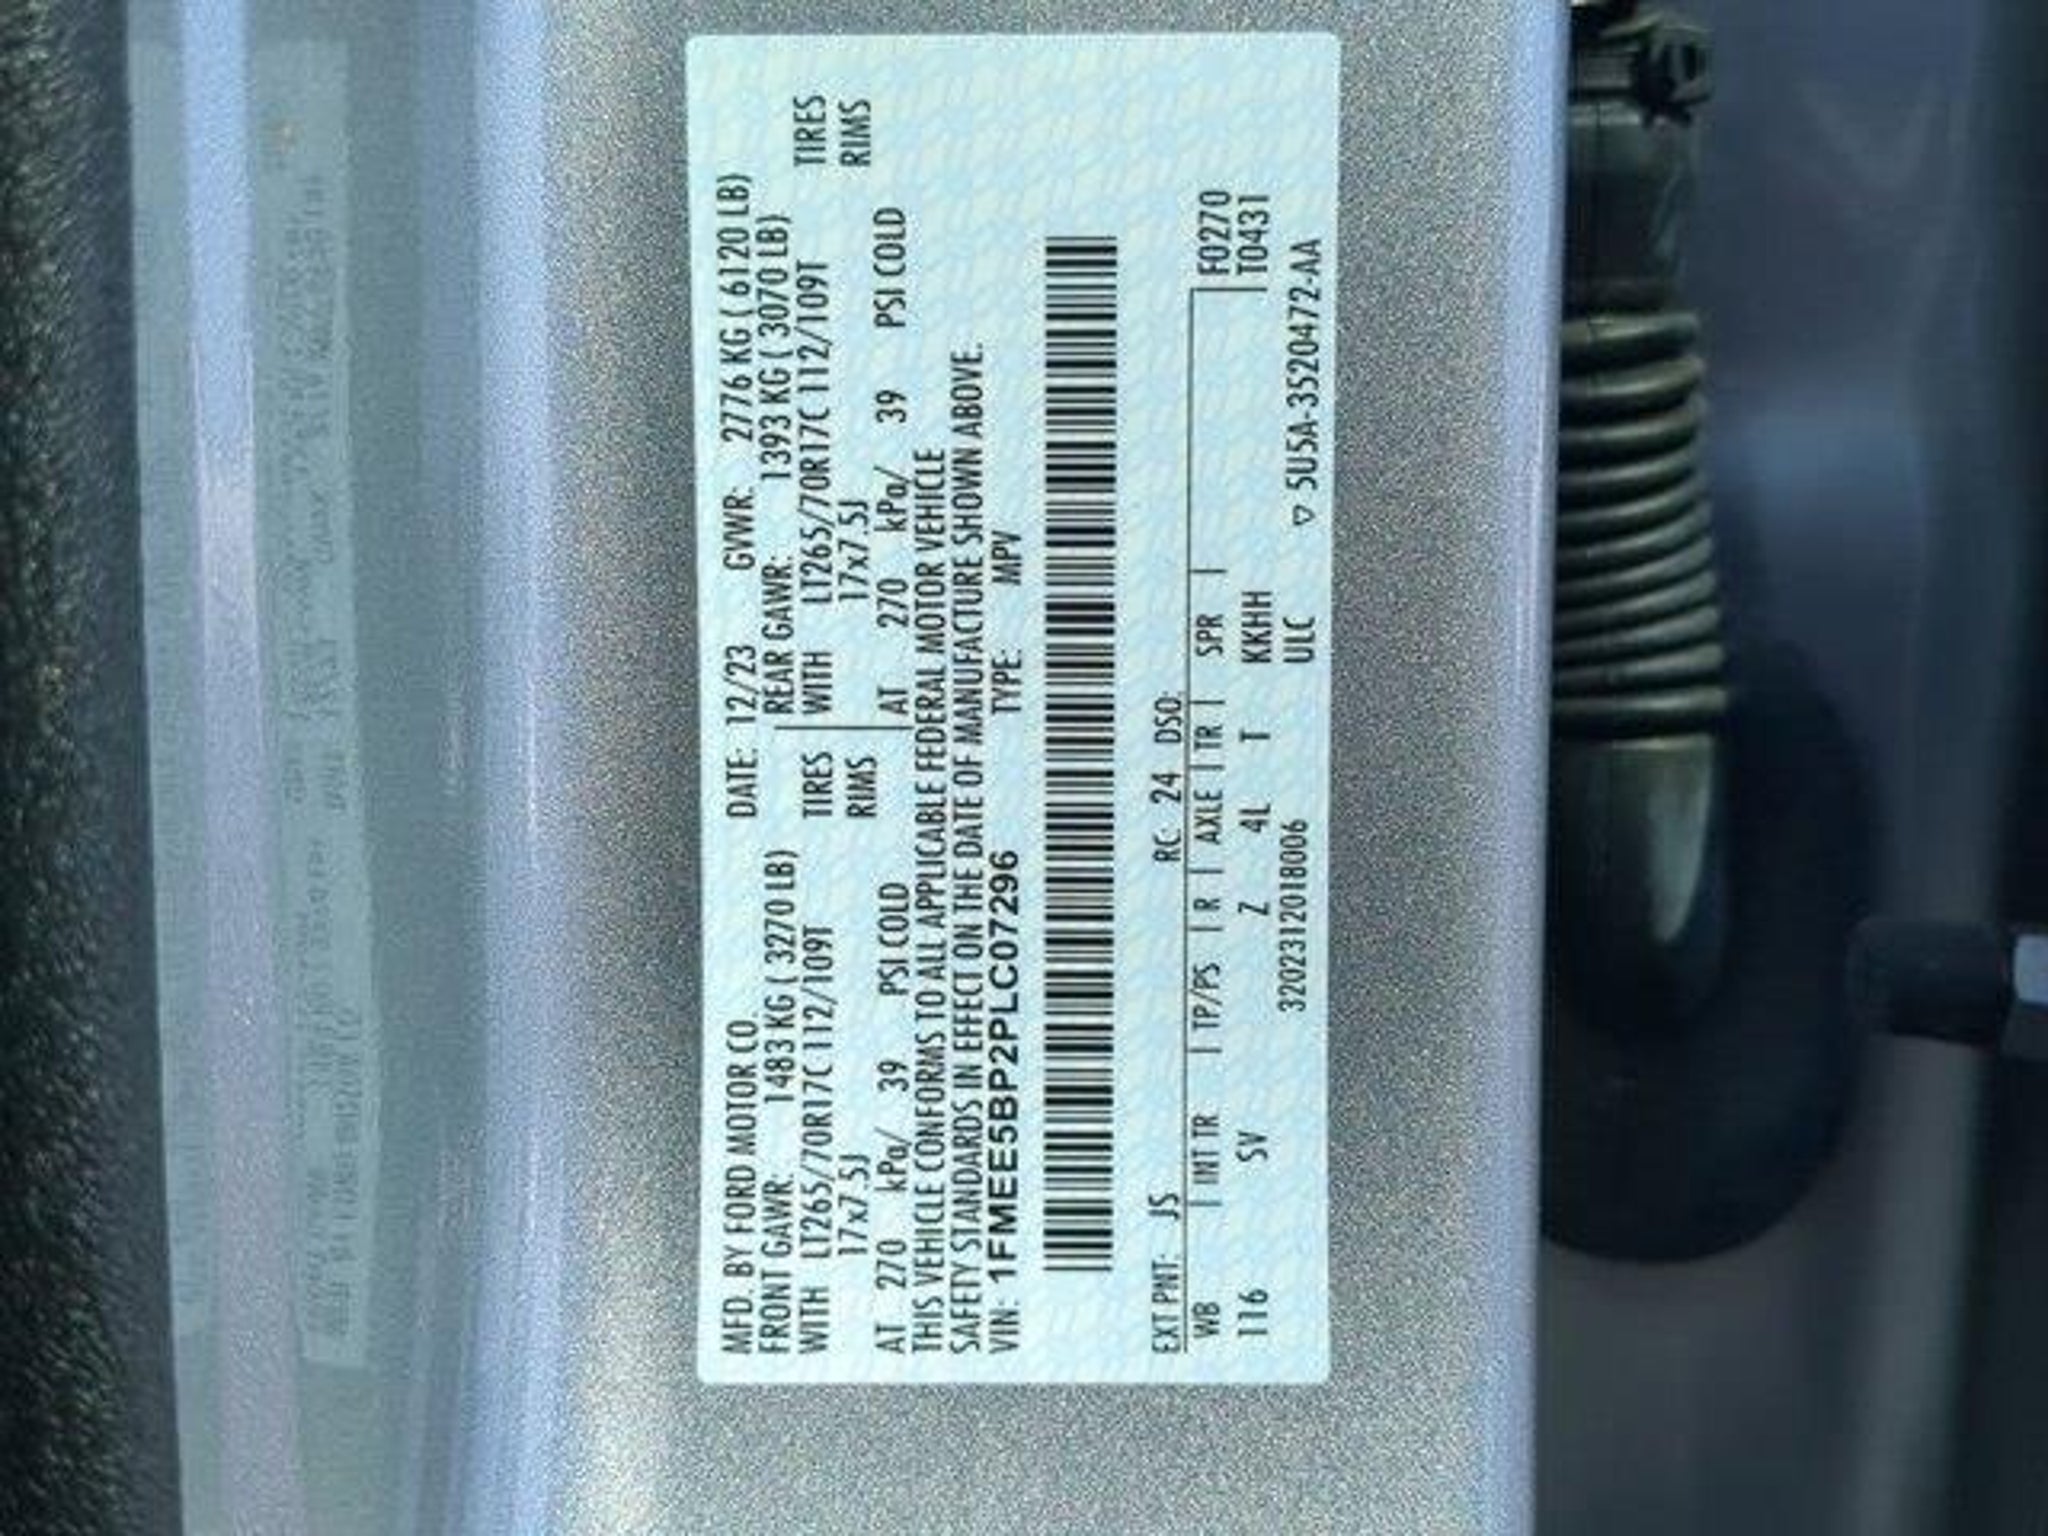 MFD. BY FORD MOTOR CO. DATE: 12/23 GVWR: 2776 KG ( 6120 LB)
FRONT GAWR: 1483 KG ( 3270 LB) REAR GAWR: 1393 KG ( 3070 LB)
WITH LT265/70R17C 112/109T TIRES WITH LT265/70R17C 112/109T TIRES
17x7.5J RIMS 17x7.5J RIMS
AT 270 kPa/ 39 PSI COLD AT 270 kPa/ 39 PSI COLD
THIS VEHICLE CONFORMS TO ALL APPLICABLE FEDERAL MOTOR VEHICLE
SAFETY STANDARDS IN EFFECT ON THE DATE OF MANUFACTURE SHOWN ABOVE.
VIN: 1FMEE5BP2PLC07296 TYPE: MPV
EXT PNT: JS RC: 24 DSO:
WB INT TR TP/PS R AXLE TR SPR F0270
116 SV Z 4L T KKHH T0431
3202312018006 ULC ▽ 5U5A-3520472-AA